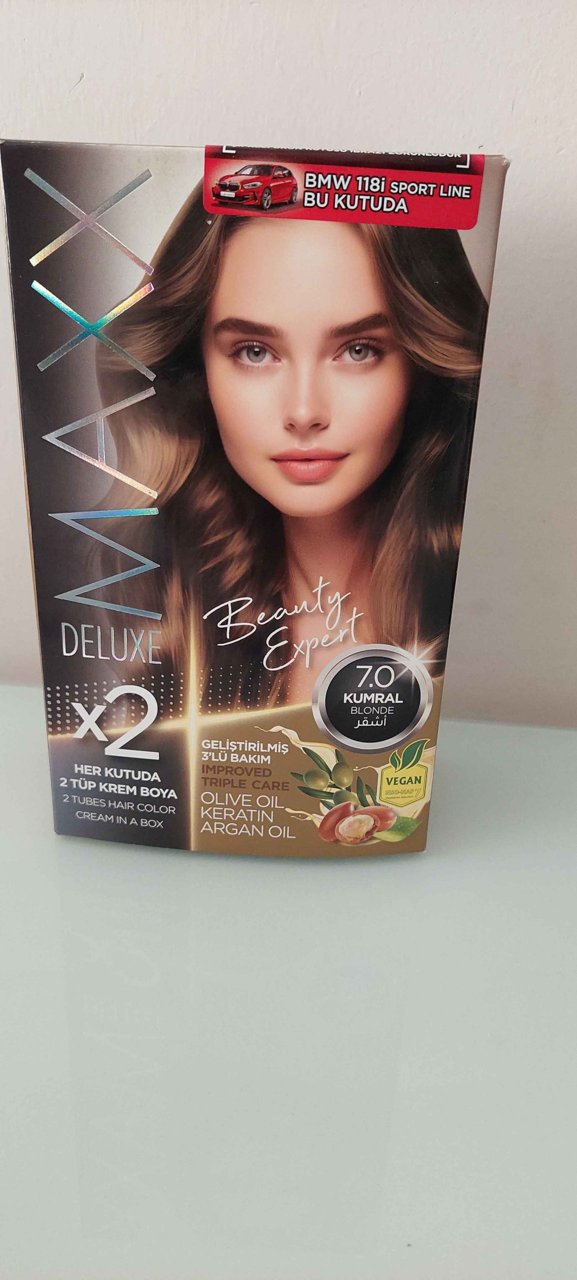 BMW 118i SPORT LINE
BU KUTUDA
MAXX
DELUXE
Beauty
Expert
7.0
KUMRAL
BLONDE
أشقر
x2
HER KUTUDA
2 TÜP KREM BOYA
2 TUBES HAIR COLOR
CREAM IN A BOX
GELİŞTİRİLMİŞ
3'LÜ BAKIM
IMPROVED
TRIPLE CARE
OLIVE OIL
KERATIN
ARGAN OIL
VEGAN